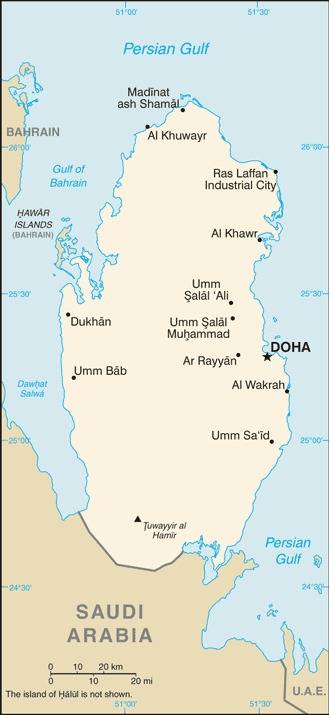 51°00'
51°30'
Persian Gulf
Madīnat
ash Shamāl
Al Khuwayr
BAHRAIN
26°00'
26°00'
Gulf of
Bahrain
Ras Laffan
Industrial City
ḤAWĀR
ISLANDS
(BAHRAIN)
Al Khawr
Umm
Şalāl ‘Ali
25°30'
25°30'
Dukhān
Umm Şalāl
Muḥammad
DOHA
Ar Rayyān
Umm Bāb
Dawḩat
Salwá
Al Wakrah
Umm Sa‘īd
25°00'
25°00'
Ţuwayyir al
Ḩamīr
Persian
Gulf
24°30'
24°30'
SAUDI
ARABIA
0 10 20 km
0 10 20 mi
The island of Ḩālūl is not shown.
U.A.E.
51°00'
51°30'